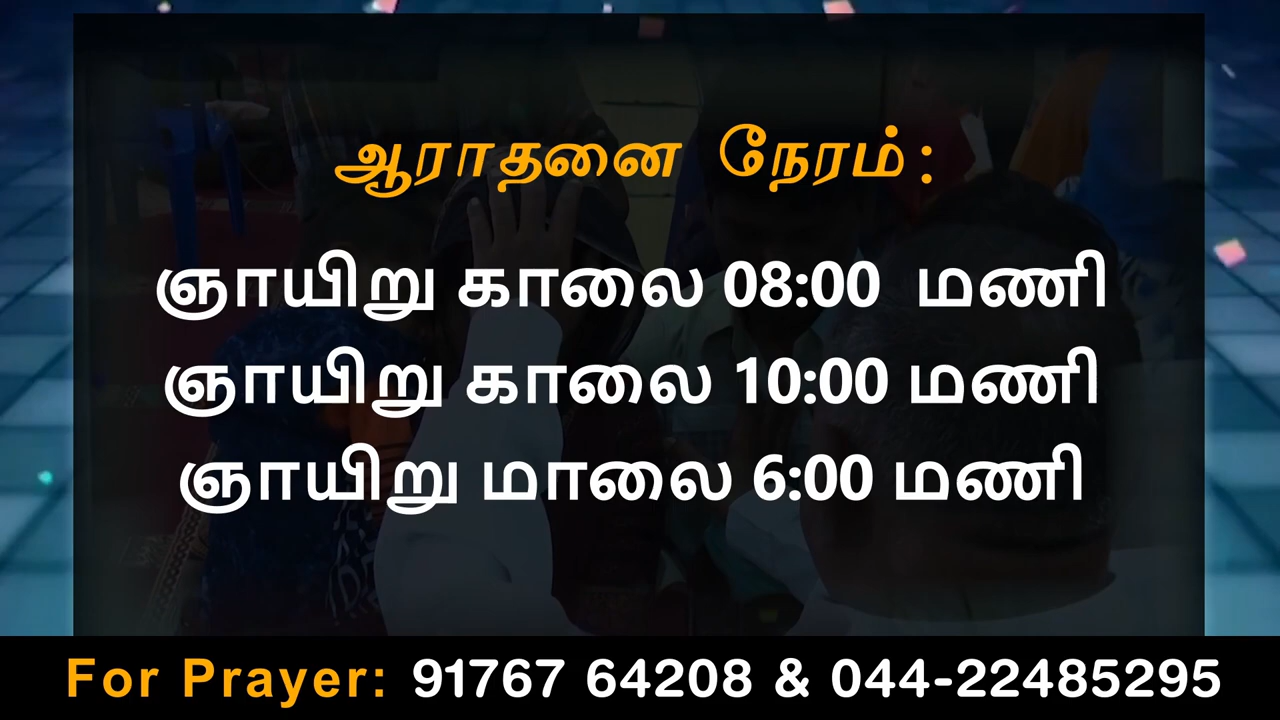 ஆராதனை நேரம்:
ஞாயிறு காலை 08:00 மணி
ஞாயிறு காலை 10:00 மணி
ஞாயிறு மாலை 6:00 மணி
For Prayer: 91767 64208 & 044-22485295